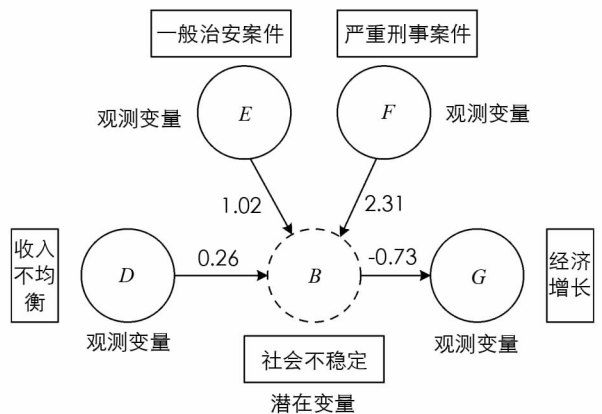 一般治安案件
严重刑事案件
观测变量
E
F
观测变量
1.02
2.31
收入
不均
衡
D
0.26
B
-0.73
G
经济
增长
观测变量
社会不稳定
观测变量
潜在变量